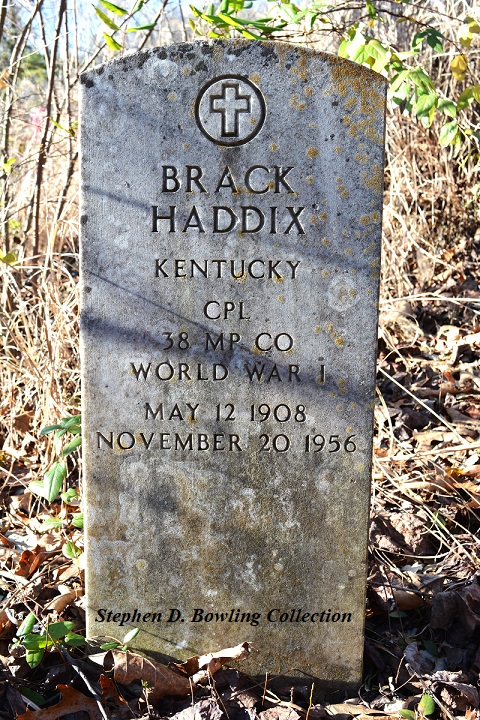 BRACK
HADDIX
KENTUCKY
CPL
38 MP CO
WORLD WAR I
MAY 12 1908
NOVEMBER 20 1956
Stephen D. Bowling Collection